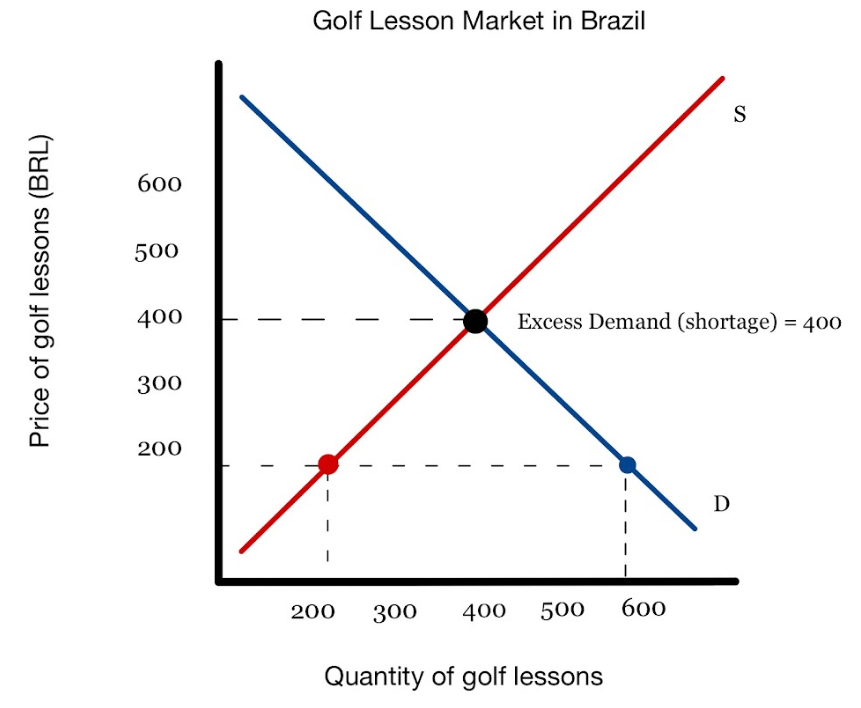 Golf Lesson Market in Brazil
S
Price of golf lessons (BRL)
600
500
400
300
200
Excess Demand (shortage) = 400
D
200 300 400 500 600
Quantity of golf lessons